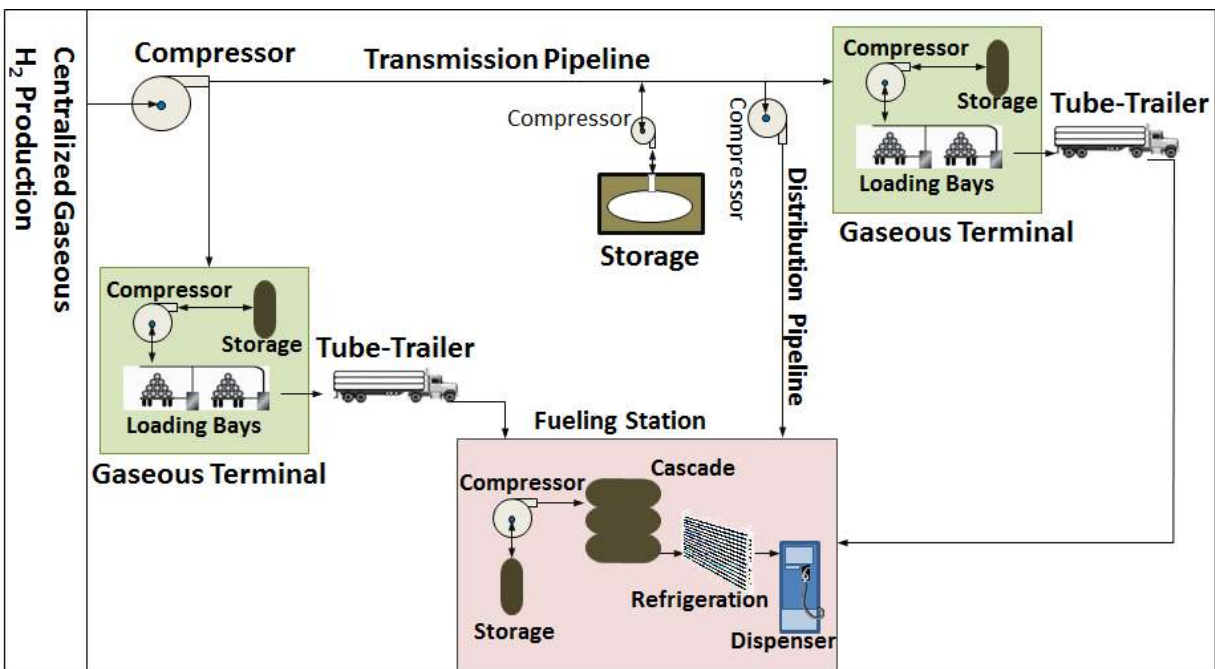 Centralized Gaseous
H₂ Production
Compressor
Transmission Pipeline
Compressor
Compressor
Distribution Pipeline
Storage
Compressor
Storage
Loading Bays
Gaseous Terminal
Tube-Trailer
Compressor
Storage
Loading Bays
Gaseous Terminal
Tube-Trailer
Fueling Station
Compressor
Cascade
Storage
Refrigeration
Dispenser